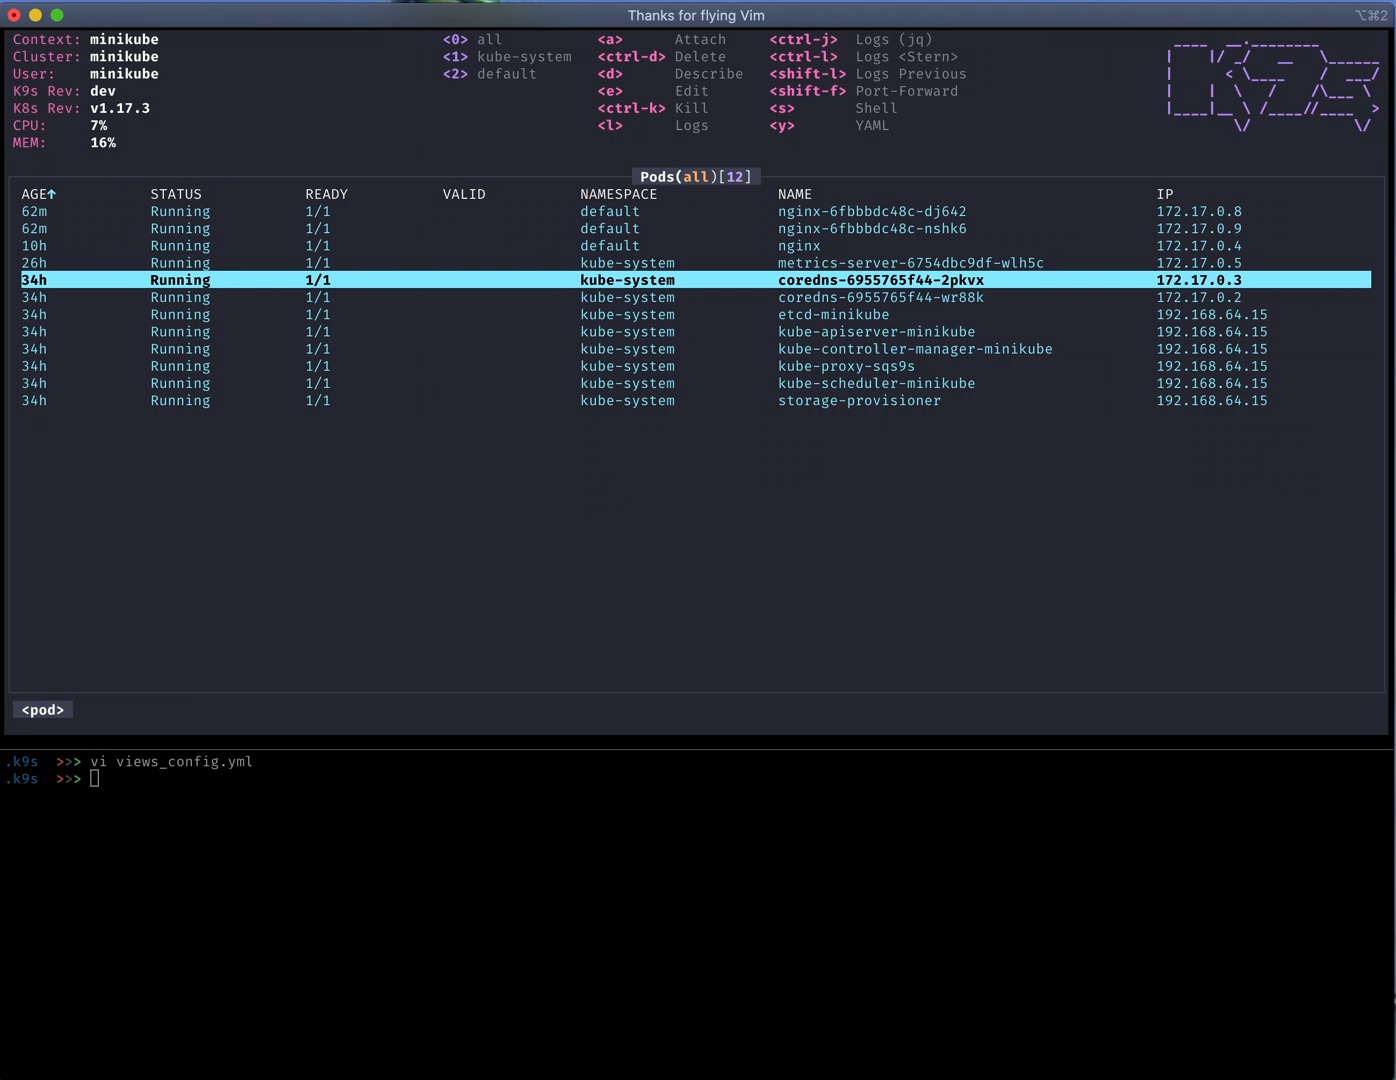 Thanks for flying Vim
⌥⌘2
Context: minikube <0> all <a> Attach <ctrl-j> Logs (jq)
Cluster: minikube <1> kube-system <ctrl-d> Delete <ctrl-l> Logs <Stern>
User: minikube <2> default <d> Describe <shift-l> Logs Previous
K9s Rev: dev <e> Edit <shift-f> Port-Forward
K8s Rev: v1.17.3 <ctrl-k> Kill <s> Shell
CPU: 7% <l> Logs <y> YAML
MEM: 16%
Pods(all)[12]
AGE↑ STATUS READY VALID NAMESPACE NAME IP
62m Running 1/1 default nginx-6fbbbdc48c-dj642 172.17.0.8
62m Running 1/1 default nginx-6fbbbdc48c-nshk6 172.17.0.9
10h Running 1/1 default nginx 172.17.0.4
26h Running 1/1 kube-system metrics-server-6754dbc9df-wlh5c 172.17.0.5
34h Running 1/1 kube-system coredns-6955765f44-2pkvx 172.17.0.3
34h Running 1/1 kube-system coredns-6955765f44-wr88k 172.17.0.2
34h Running 1/1 kube-system etcd-minikube 192.168.64.15
34h Running 1/1 kube-system kube-apiserver-minikube 192.168.64.15
34h Running 1/1 kube-system kube-controller-manager-minikube 192.168.64.15
34h Running 1/1 kube-system kube-proxy-sqs9s 192.168.64.15
34h Running 1/1 kube-system kube-scheduler-minikube 192.168.64.15
34h Running 1/1 kube-system storage-provisioner 192.168.64.15
<pod>
.k9s >>> vi views_config.yml
.k9s >>>